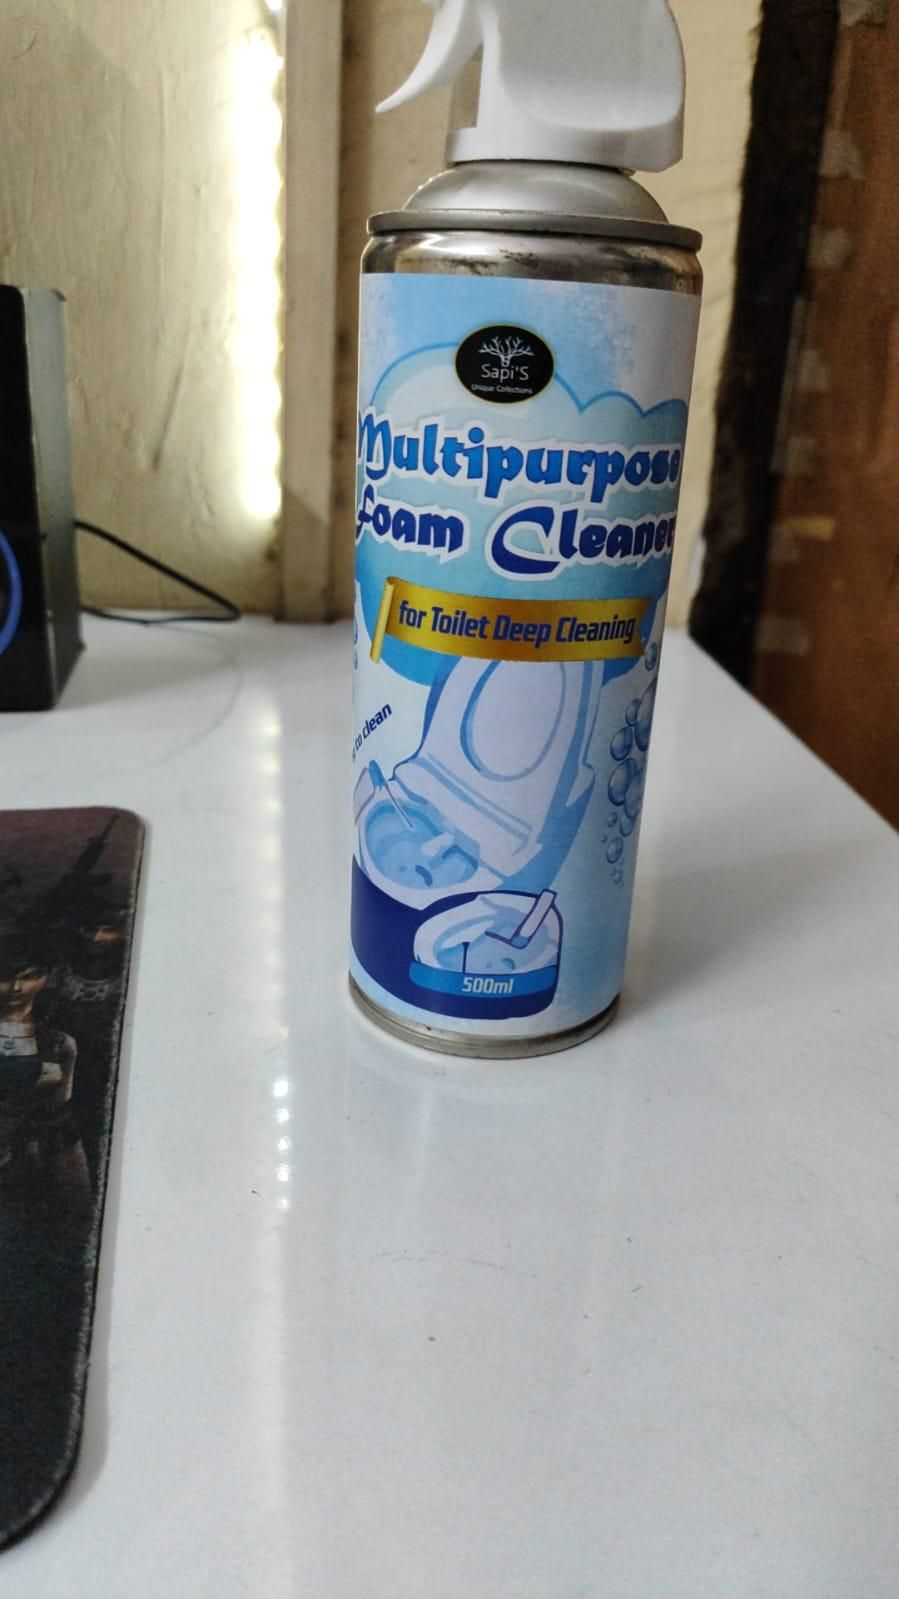 Sapi'S
Unique Collections
Multipurpose
foam Cleaner
for Toilet Deep Cleaning
to clean
500ml